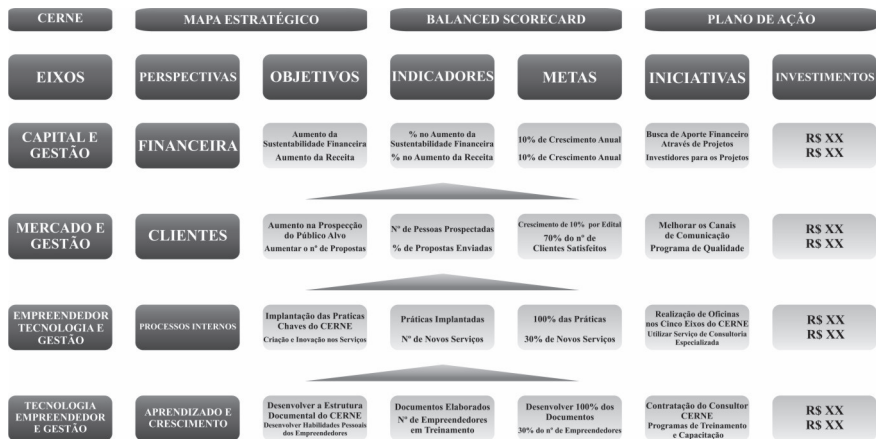 CERNE
MAPA ESTRATÉGICO
BALANCED SCORECARD
PLANO DE AÇÃO
EIXOS
PERSPECTIVAS
OBJETIVOS
INDICADORES
METAS
INICIATIVAS
INVESTIMENTOS
CAPITAL E
GESTÃO
FINANCEIRA
Aumento da
Sustentabilidade Financeira
Aumento da Receita
% no Aumento da
Sustentabilidade Financeira
% no Aumento da Receita
10% de Crescimento Anual
10% de Crescimento Anual
Busca de Aporte Financeiro
Através de Projetos
Investidores para os Projetos
R$ XX
R$ XX
MERCADO E
GESTÃO
CLIENTES
Aumento na Prospecção
do Público Alvo
Aumentar o nº de Propostas
Nº de Pessoas Prospectadas
% de Propostas Enviadas
Crescimento de 10% por Edital
70% do nº de
Clientes Satisfeitos
Melhorar os Canais
de Comunicação
Programa de Qualidade
R$ XX
R$ XX
EMPREENDEDOR
TECNOLOGIA E
GESTÃO
PROCESSOS INTERNOS
Implantação das Praticas
Chaves do CERNE
Criação e Inovação nos Serviços
Práticas Implantadas
Nº de Novos Serviços
100% das Práticas
30% de Novos Serviços
Realização de Oficinas
nos Cinco Eixos do CERNE
Utilizar Serviço de Consultoria
Especializada
R$ XX
R$ XX
TECNOLOGIA
EMPREENDEDOR
E GESTÃO
APRENDIZADO E
CRESCIMENTO
Desenvolver a Estrutura
Documental do CERNE
Desenvolver Habilidades Pessoais
dos Empreendedores
Documentos Elaborados
Nº de Empreendedores
em Treinamento
Desenvolver 100% dos
Documentos
30% do nº de Empreendedores
Contratação do Consultor
CERNE
Programas de Treinamento
e Capacitação
R$ XX
R$ XX